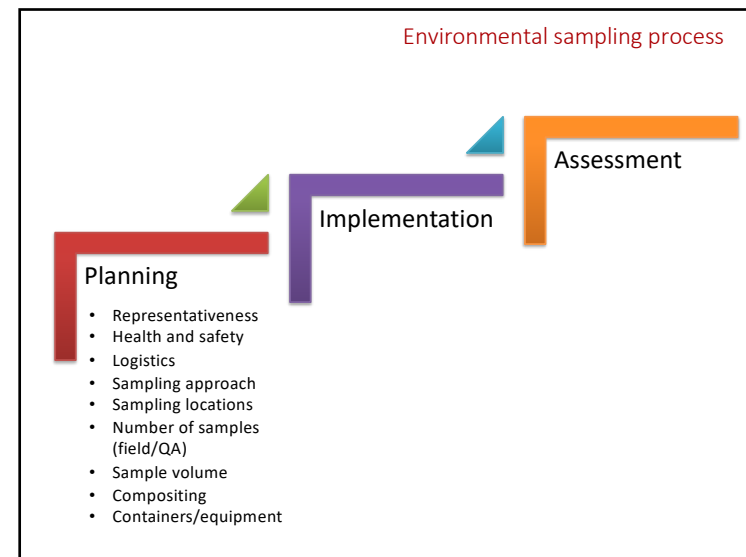 Environmental sampling process
Assessment
Implementation
Planning
• Representativeness
• Health and safety
• Logistics
• Sampling approach
• Sampling locations
• Number of samples
(field/QA)
• Sample volume
• Compositing
• Containers/equipment